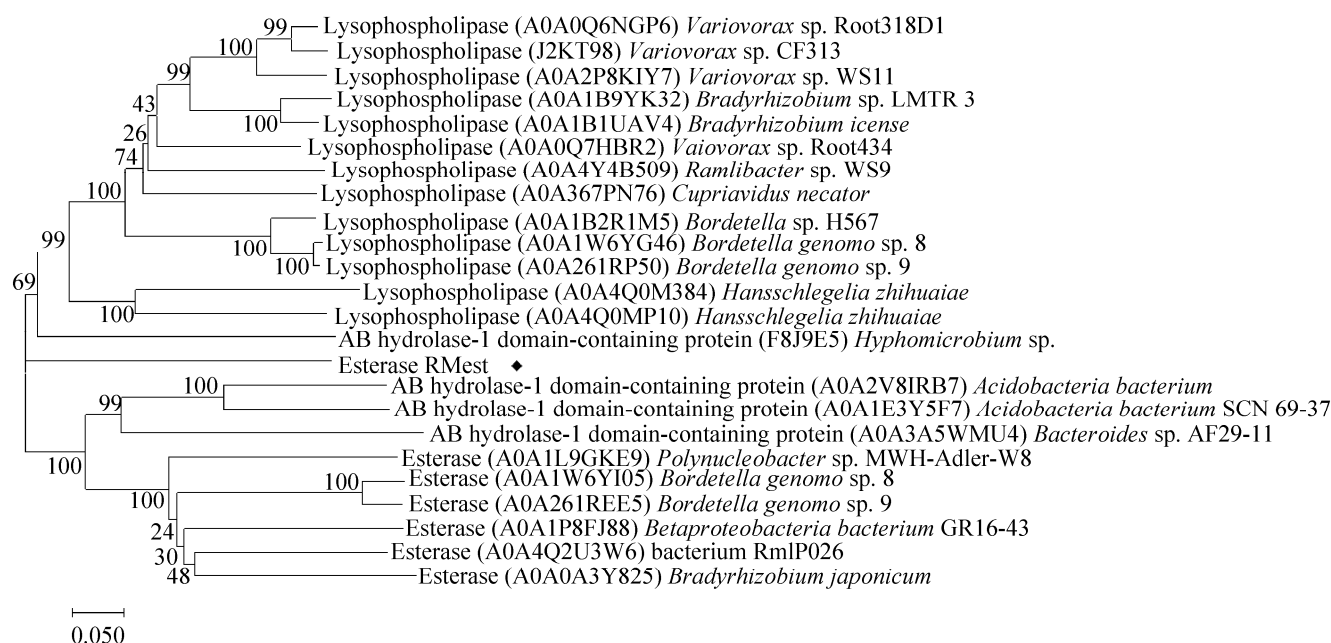 99 Lysophospholipase (A0A0Q6NGP6) Variovorax sp. Root318D1
100 Lysophospholipase (J2KT98) Variovorax sp. CF313
99 Lysophospholipase (A0A2P8KIY7) Variovorax sp. WS11
Lysophospholipase (A0A1B9YK32) Bradyrhizobium sp. LMTR 3
43
100 Lysophospholipase (A0A1B1UAV4) Bradyrhizobium icense
26
Lysophospholipase (A0A0Q7HBR2) Vaiovorax sp. Root434
74
Lysophospholipase (A0A4Y4B509) Ramlibacter sp. WS9
100 Lysophospholipase (A0A367PN76) Cupriavidus necator
Lysophospholipase (A0A1B2R1M5) Bordetella sp. H567
99 100 Lysophospholipase (A0A1W6YG46) Bordetella genomo sp. 8
100 Lysophospholipase (A0A261RP50) Bordetella genomo sp. 9
69
Lysophospholipase (A0A4Q0M384) Hansschlegelia zhihuaiae
100 Lysophospholipase (A0A4Q0MP10) Hansschlegelia zhihuaiae
AB hydrolase-1 domain-containing protein (F8J9E5) Hyphomicrobium sp.
Esterase RMest ◆
100 AB hydrolase-1 domain-containing protein (A0A2V8IRB7) Acidobacteria bacterium
99 AB hydrolase-1 domain-containing protein (A0A1E3Y5F7) Acidobacteria bacterium SCN 69-37
AB hydrolase-1 domain-containing protein (A0A3A5WMU4) Bacteroides sp. AF29-11
100 Esterase (A0A1L9GKE9) Polynucleobacter sp. MWH-Adler-W8
100 Esterase (A0A1W6YI05) Bordetella genomo sp. 8
100 Esterase (A0A261REE5) Bordetella genomo sp. 9
24 Esterase (A0A1P8FJ88) Betaproteobacteria bacterium GR16-43
30 Esterase (A0A4Q2U3W6) bacterium RmlP026
48 Esterase (A0A0A3Y825) Bradyrhizobium japonicum
0.050